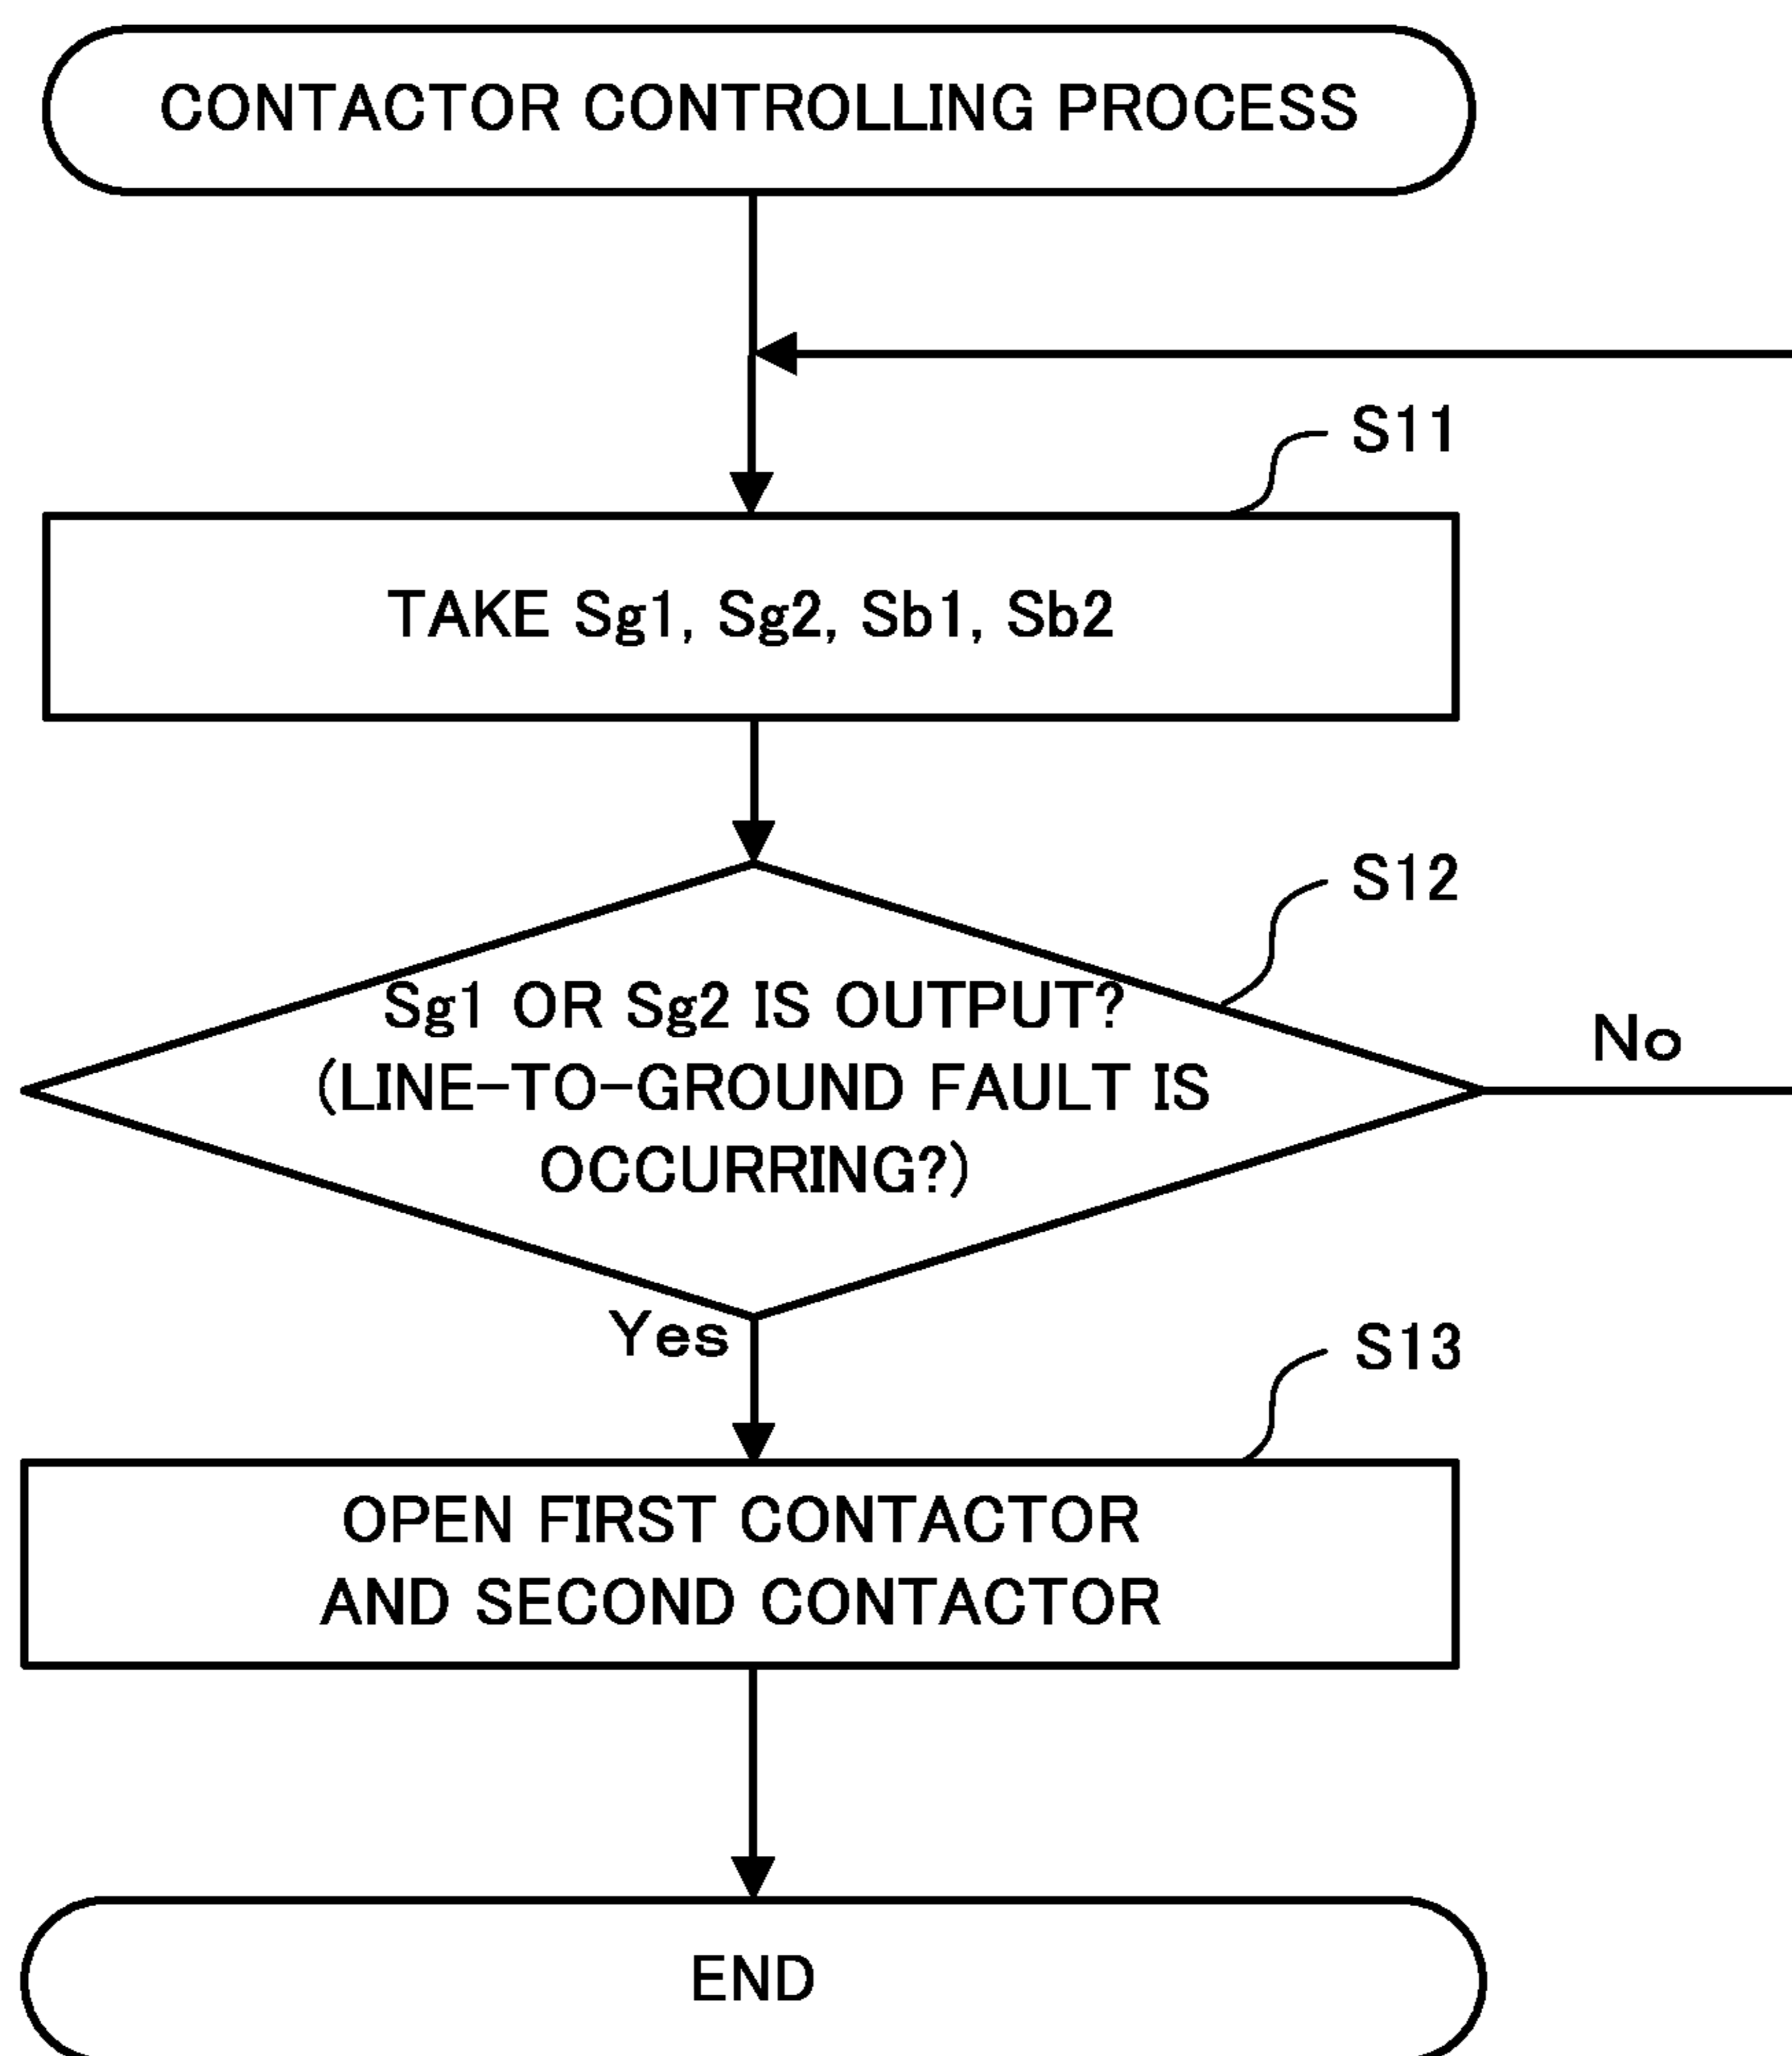 CONTACTOR CONTROLLING PROCESS
S11
TAKE Sg1, Sg2, Sb1, Sb2
S12
Sg1 OR Sg2 IS OUTPUT?
(LINE-TO-GROUND FAULT IS
OCCURRING?)
No
Yes
S13
OPEN FIRST CONTACTOR
AND SECOND CONTACTOR
END